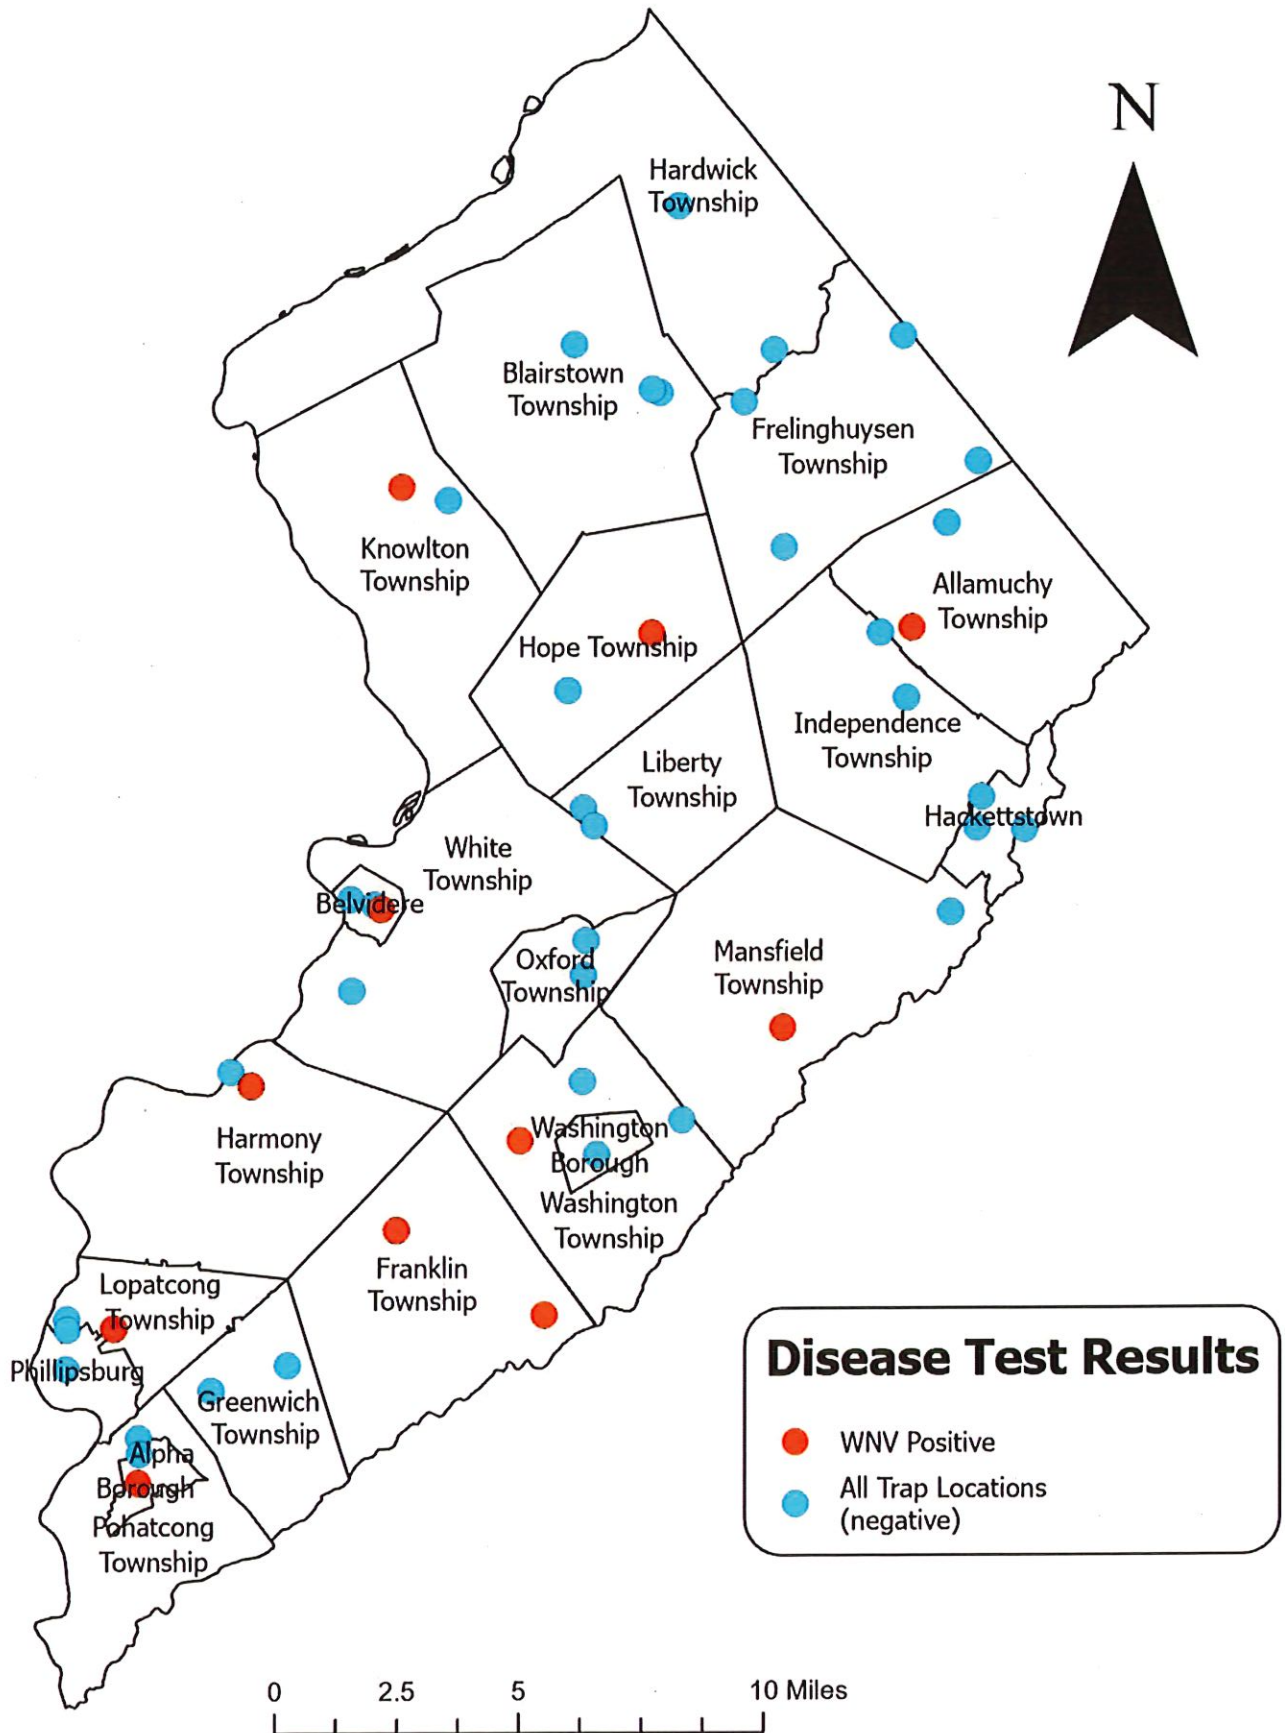 N
Hardwick
Township
Blairstown
Township
Frelinghuysen
Township
Knowlton
Township
Allamuchy
Township
Hope Township
Independence
Township
Liberty
Township
Hackettstown
White
Township
Belvidere
Oxford
Township
Mansfield
Township
Washington
Borough
Harmony
Township
Washington
Township
Franklin
Township
Lopatcong
Township
Phillipsburg
Greenwich
Township
Alpha
Borough
Pohatcong
Township
Disease Test Results
WNV Positive
All Trap Locations
(negative)
0 2.5 5 10 Miles